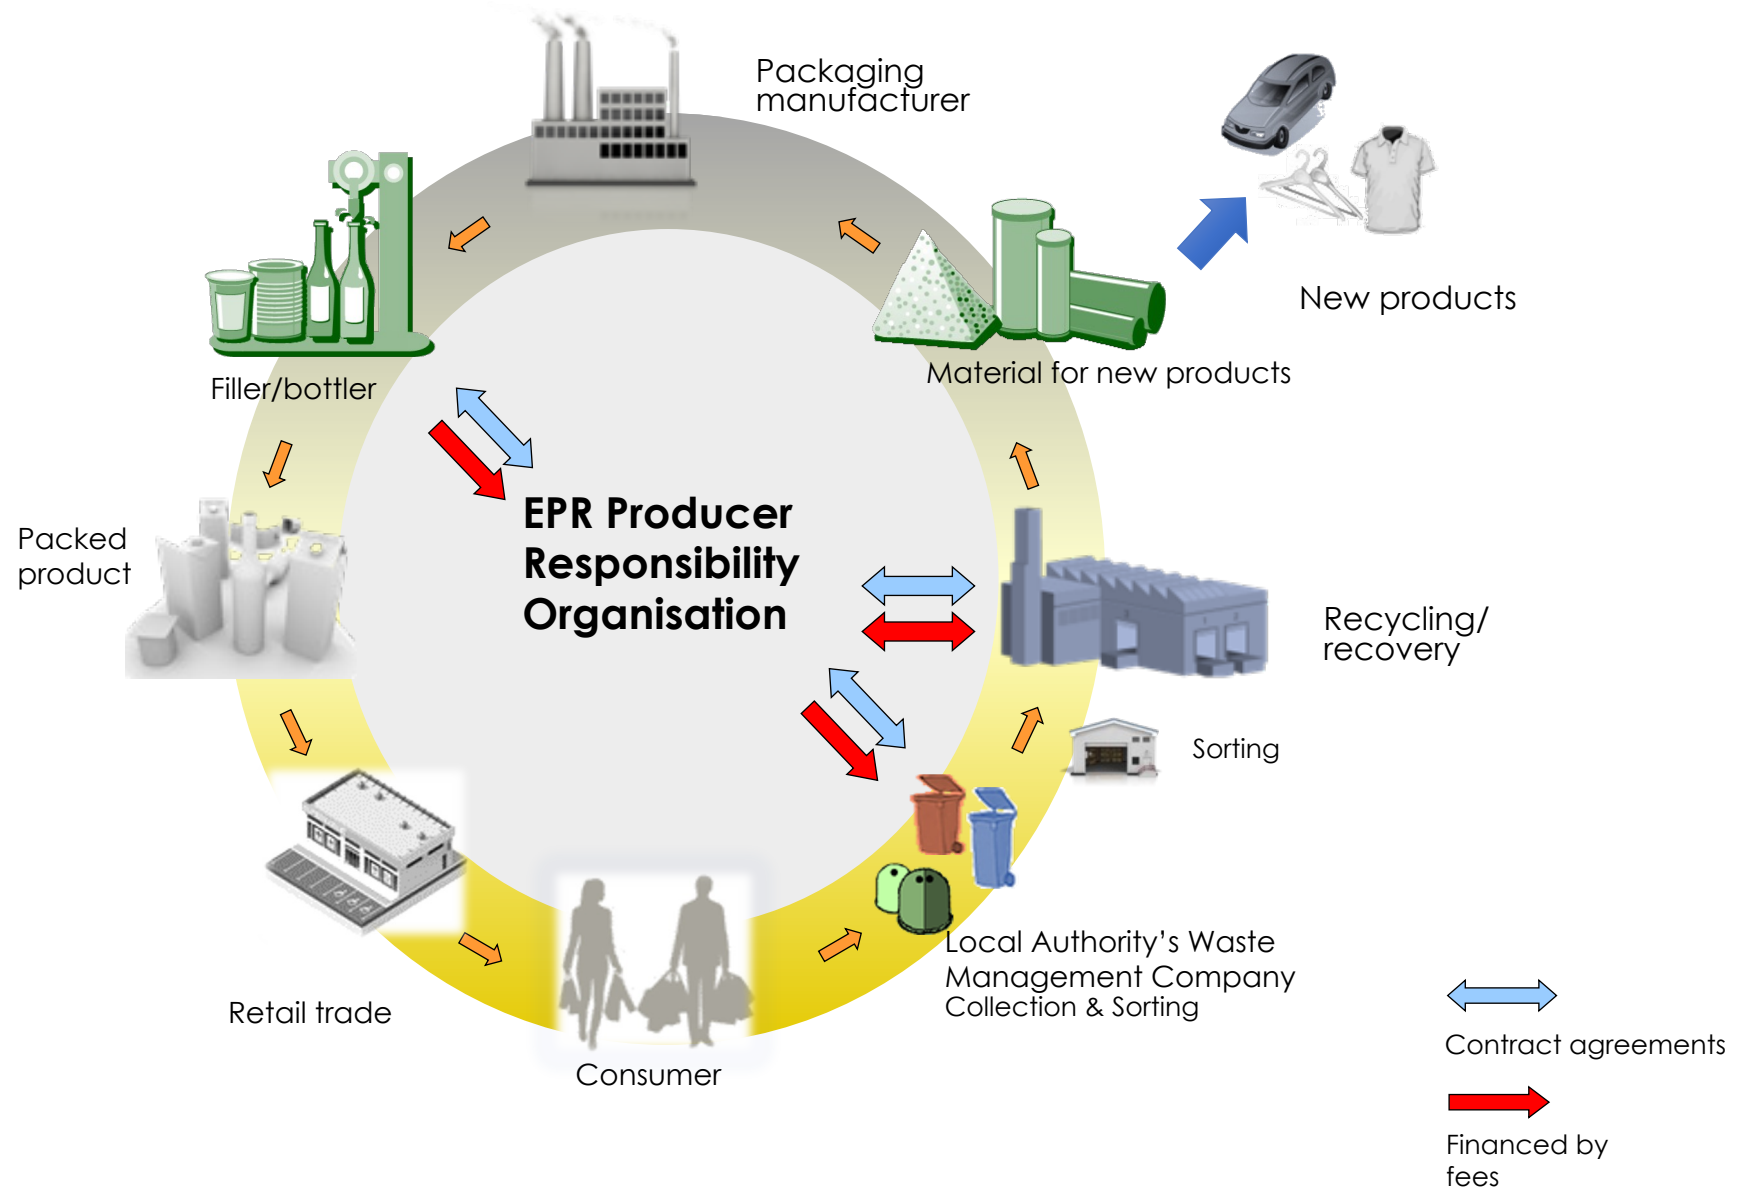 Packaging
manufacturer
New products
Material for new products
Filler/bottler
EPR Producer
Responsibility
Organisation
Packed
product
Recycling/
recovery
Sorting
Local Authority’s Waste
Management Company
Collection & Sorting
Retail trade
Consumer
Contract agreements
Financed by
fees